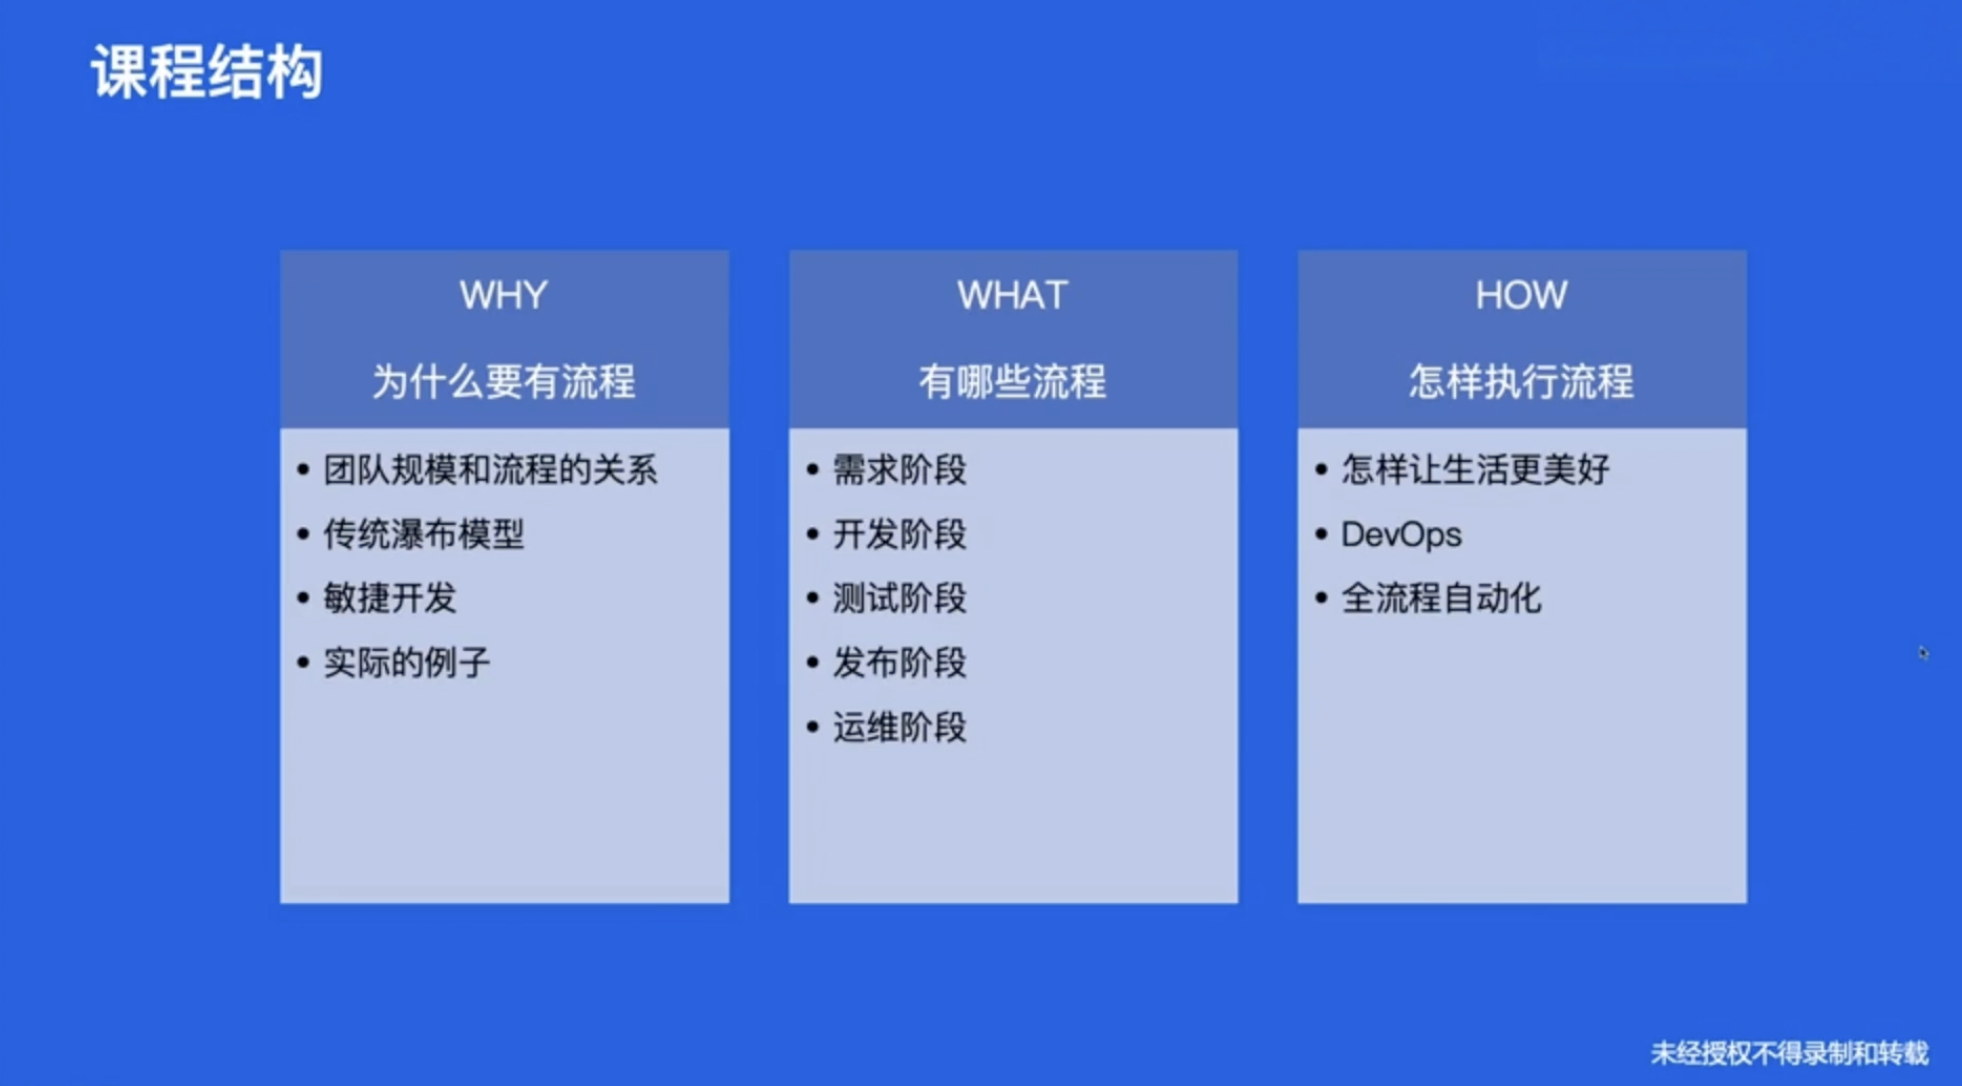 课程结构
WHY
为什么要有流程
• 团队规模和流程的关系
• 传统瀑布模型
• 敏捷开发
• 实际的例子
WHAT
有哪些流程
• 需求阶段
• 开发阶段
• 测试阶段
• 发布阶段
• 运维阶段
HOW
怎样执行流程
• 怎样让生活更美好
• DevOps
• 全流程自动化
未经授权不得录制和转载